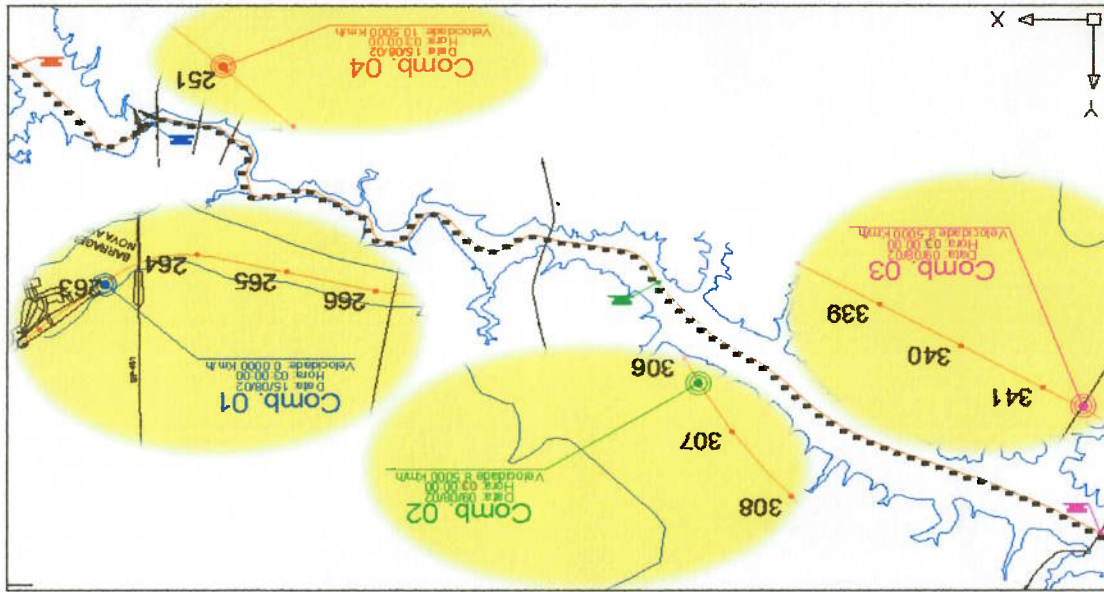 Comb. 03
Data: 09/08/02
Hora: 03:00:00
Velocidade 8.5000 Km/h
341
340
339
308
307
306
Comb. 02
Data: 09/08/02
Hora: 03:00:00
Velocidade 8.5000 Km/h
Comb. 01
Data: 15/08/02
Hora: 03:00:00
Velocidade: 0.0000 Km/h
266
265
264
263
BARRAGE
NOVA A
Comb. 04
Data: 15/08/02
Hora: 03:00:00
Velocidade: 10.5000 Km/h
251
X
Y